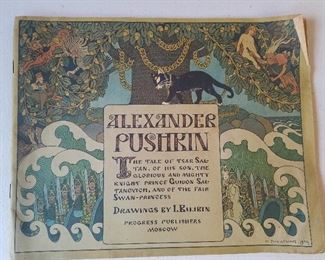 ALEXANDER
PUSHKIN
THE TALE OF TSAR SAL-
TAN, OF HIS SON, THE
GLORIOUS AND MIGHTY
KNIGHT PRINCE GUIDON SAL-
TANOVICH, AND OF THE FAIR
SWAN-PRINCESS
DRAWINGS BY I. BILIBIN
PROGRESS PUBLISHERS
MOSCOW